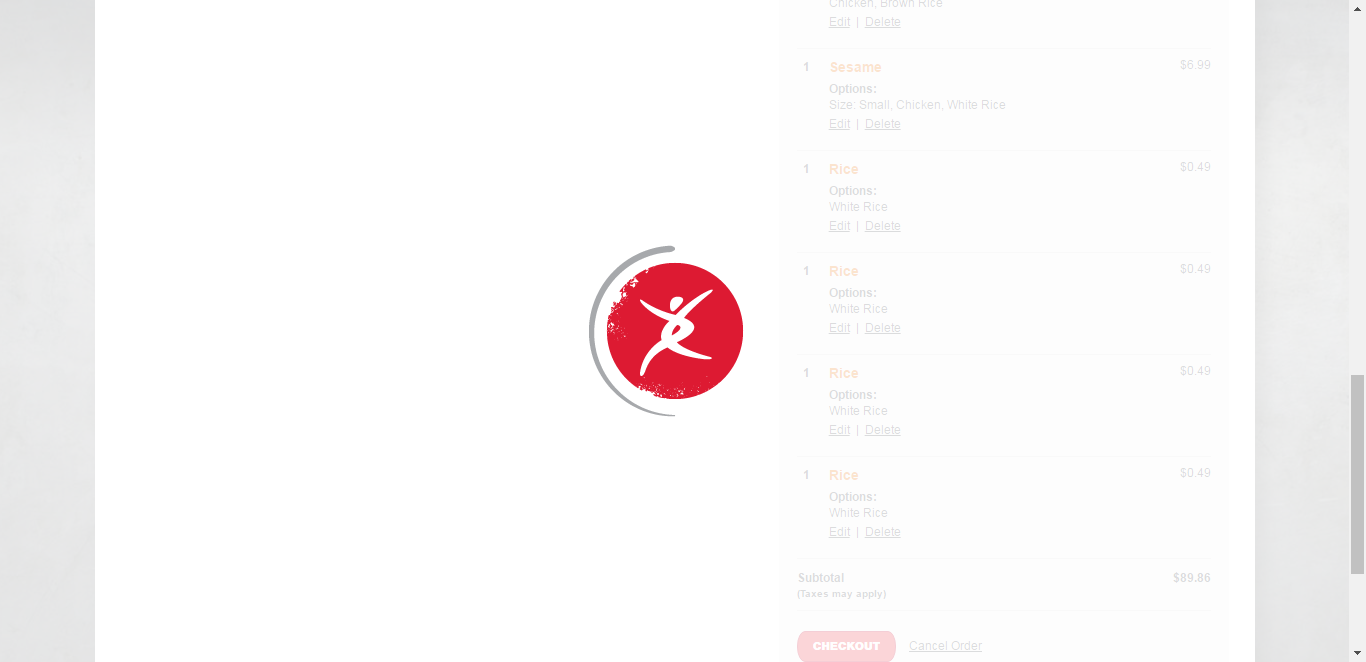 Chicken, Brown Rice
Edit | Delete
1 Sesame $6.99
Options:
Size: Small, Chicken, White Rice
Edit | Delete
1 Rice $0.49
Options:
White Rice
Edit | Delete
1 Rice $0.49
Options:
White Rice
Edit | Delete
1 Rice $0.49
Options:
White Rice
Edit | Delete
1 Rice $0.49
Options:
White Rice
Edit | Delete
Subtotal $89.86
(Taxes may apply)
CHECKOUT Cancel Order